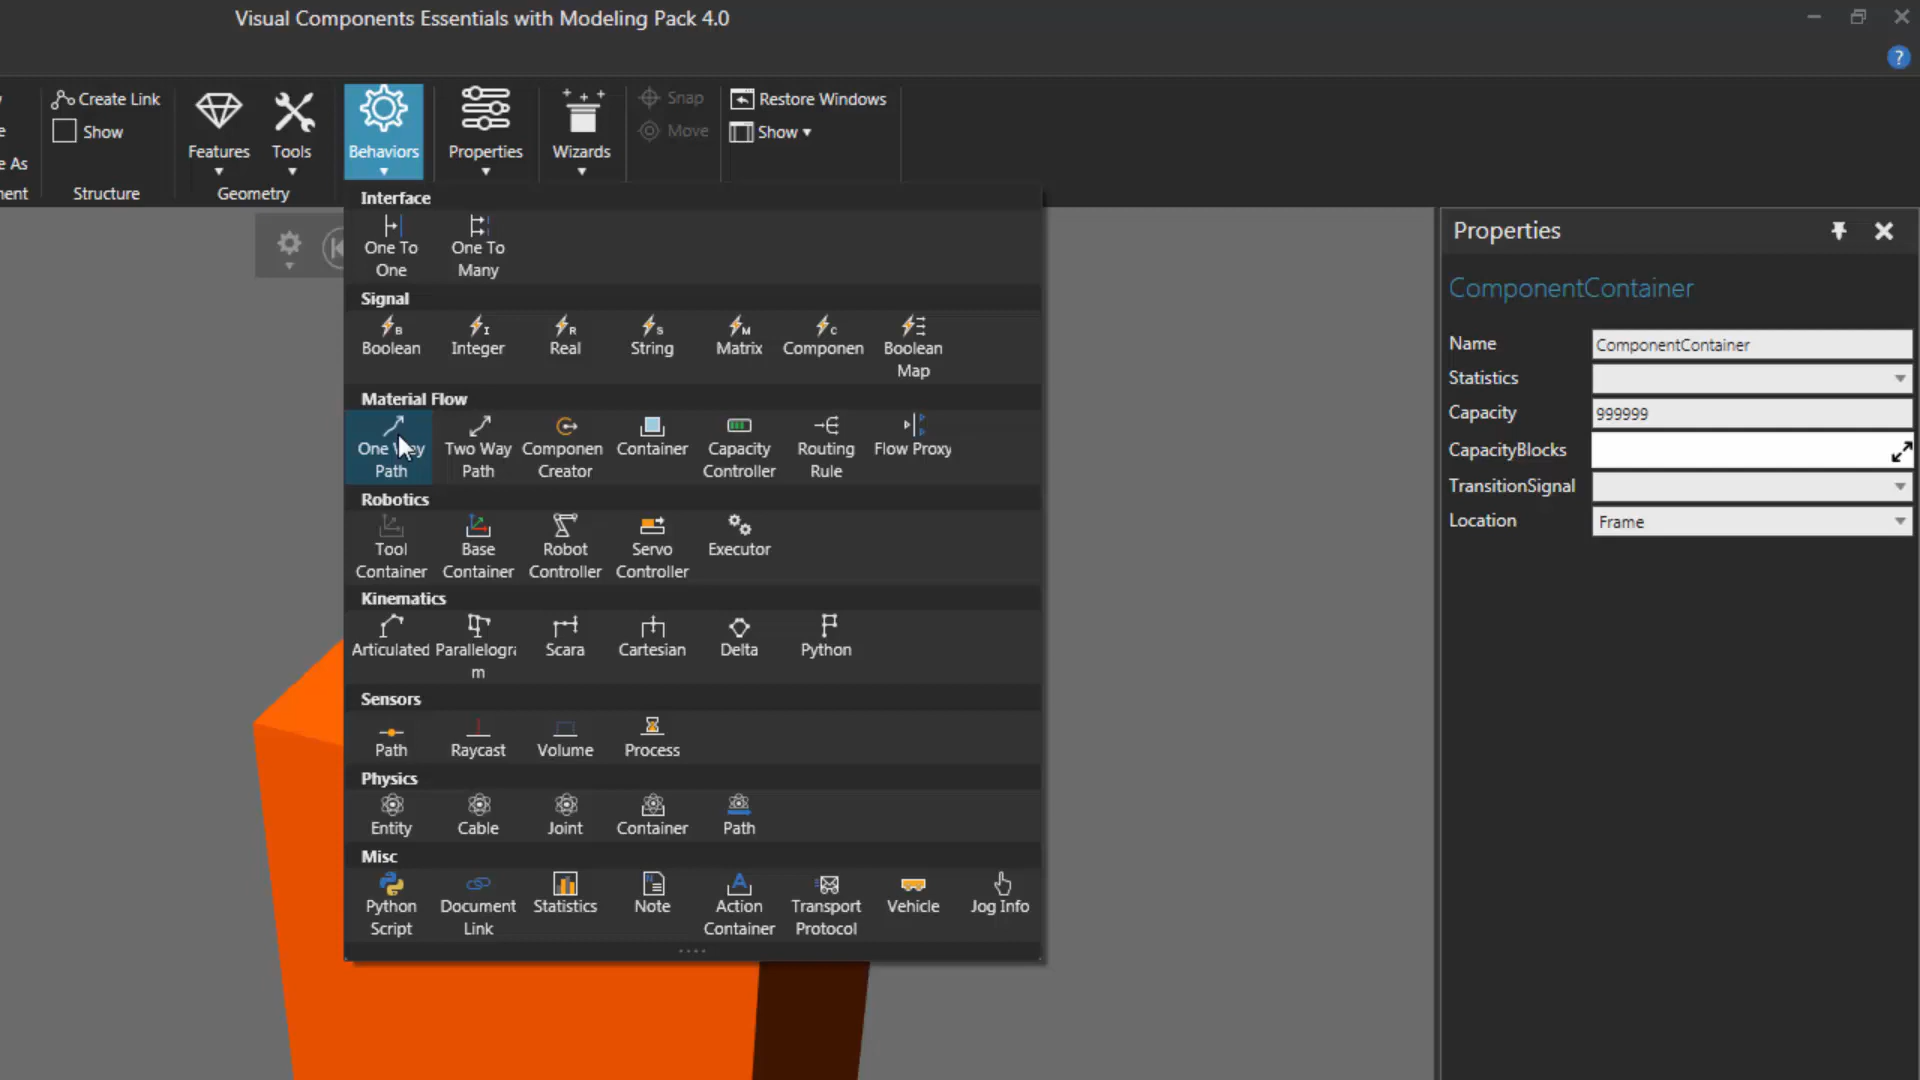 Visual Components Essentials with Modeling Pack 4.0
?
Create Link
Show
e
e As
nent
Structure
Features
Tools
Geometry
Behaviors
Properties
Wizards
Snap
Move
Restore Windows
Show
Interface
One To One
One To Many
Signal
B I R S M C
Boolean Integer Real String Matrix Componen Boolean Map
Material Flow
One Way Path
Two Way Path
Componen Creator
Container
Capacity Controller
Routing Rule
Flow Proxy
Robotics
Tool Container
Base Container
Robot Controller
Servo Controller
Executor
Kinematics
Articulated
Parallelogra
m
Scara
Cartesian
Delta
Python
Sensors
Path Raycast Volume Process
Physics
Entity Cable Joint Container Path
Misc
Python Script
Document Link
Statistics
Note
Action Container
Transport Protocol
Vehicle
Jog Info
Properties
ComponentContainer
Name ComponentContainer
Statistics
Capacity 999999
CapacityBlocks
TransitionSignal
Location Frame